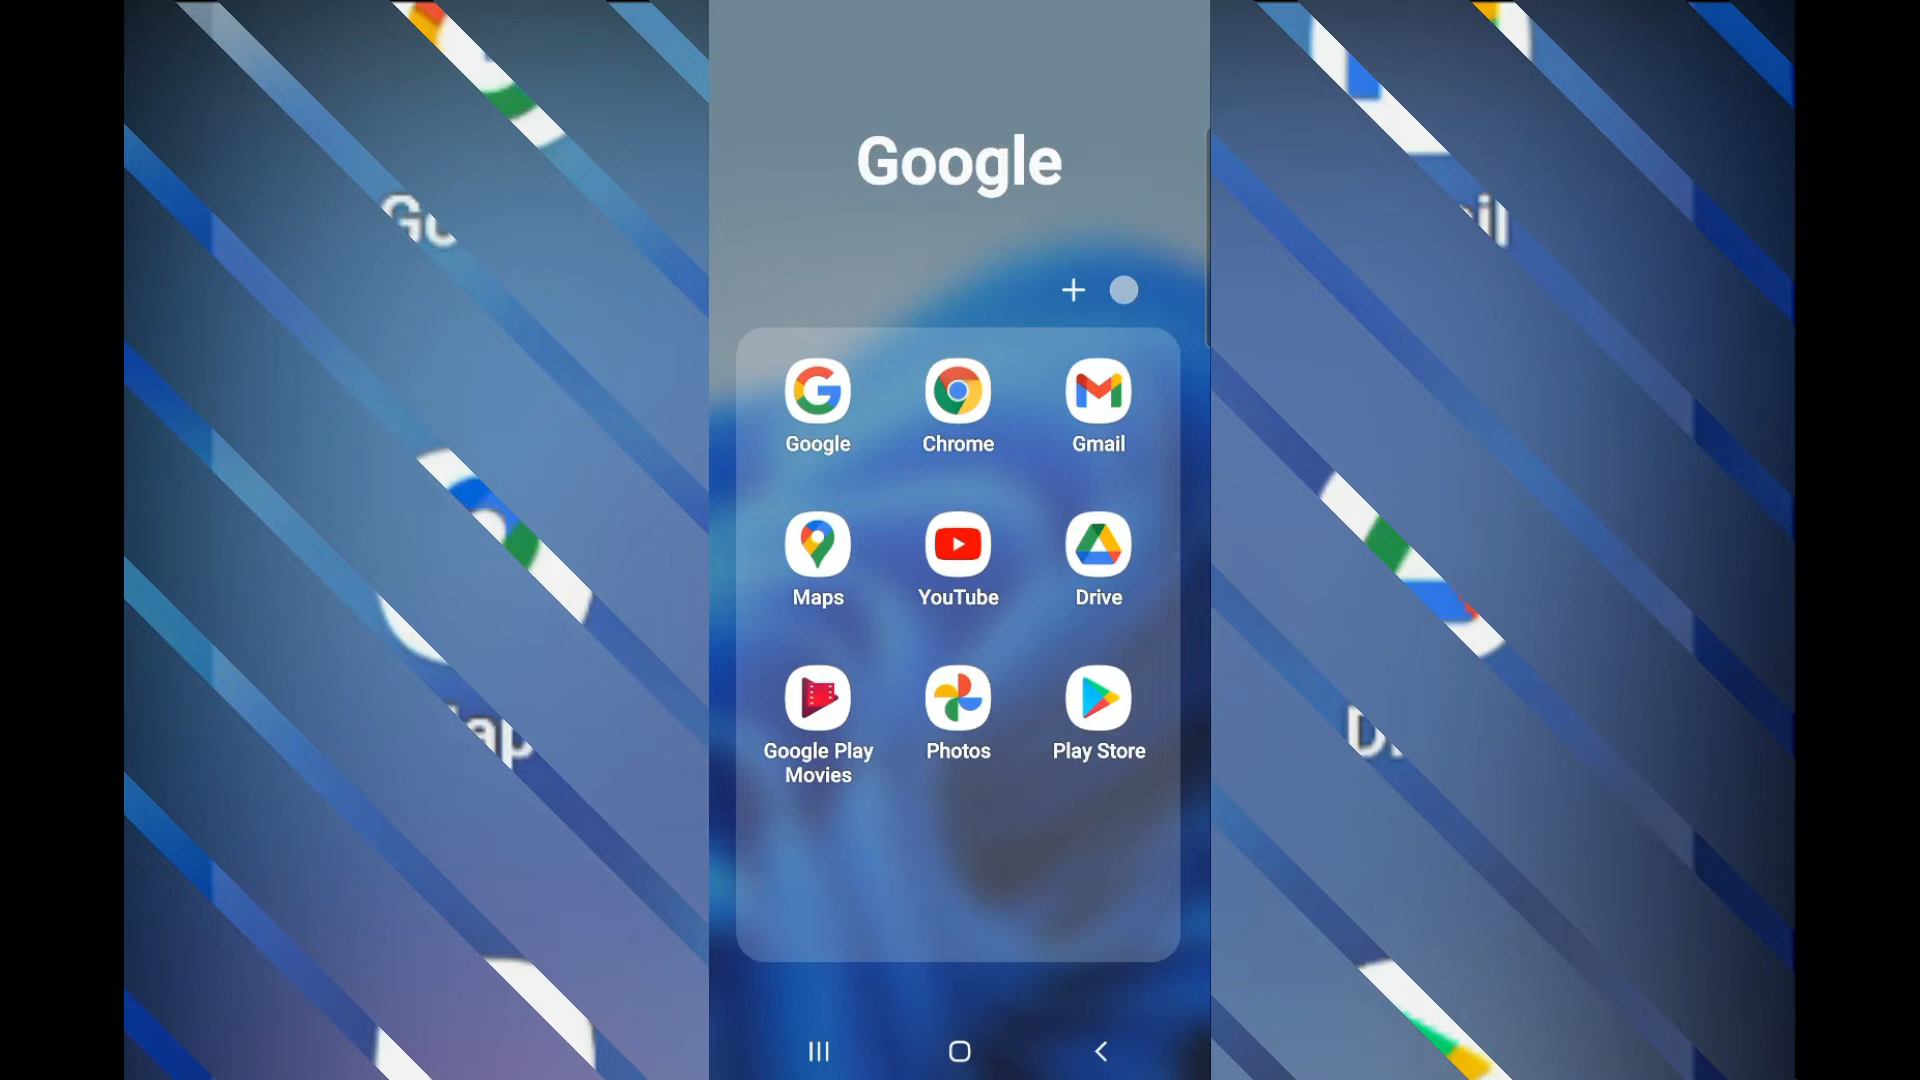 Google
Google
Chrome
Gmail
Maps
YouTube
Drive
Google Play
Movies
Photos
Play Store